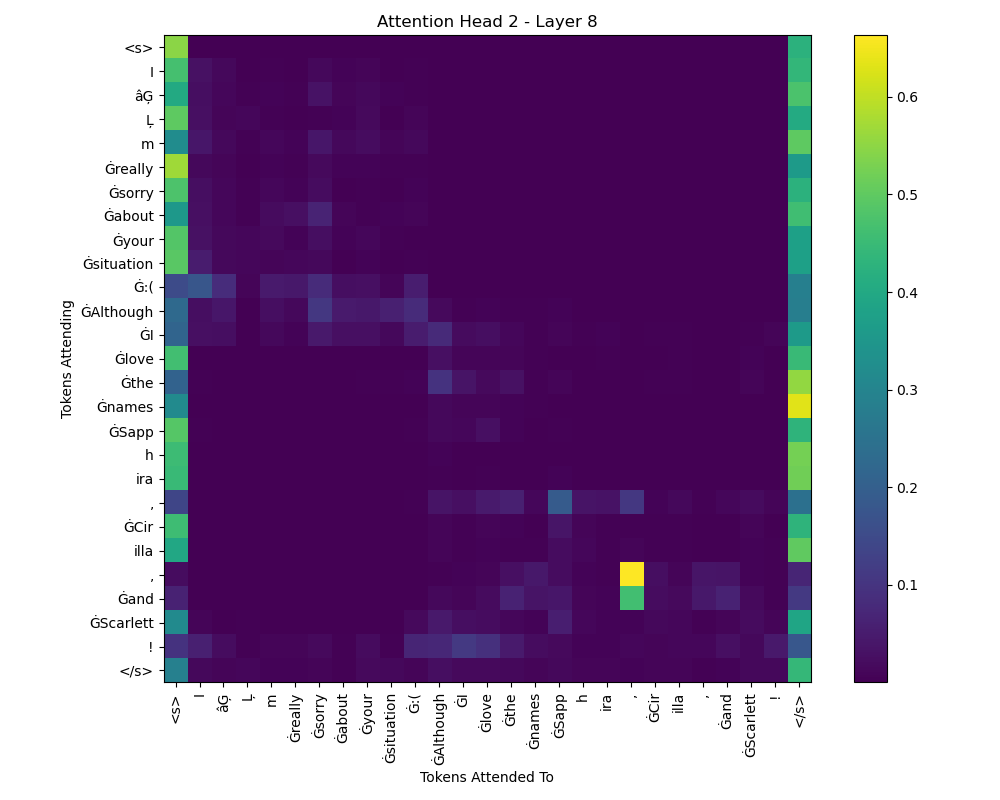 Attention Head 2 - Layer 8
<s>
I
âĢ
Ļ
m
Ġreally
Ġsorry
Ġabout
Ġyour
Ġsituation
Ġ:(
ĠAlthough
ĠI
Ġlove
Ġthe
Ġnames
ĠSapp
h
ira
,
ĠCir
illa
,
Ġand
ĠScarlett
!
</s>
Tokens Attending
<s>
I
âĢ
Ļ
m
Ġreally
Ġsorry
Ġabout
Ġyour
Ġsituation
Ġ:(
ĠAlthough
ĠI
Ġlove
Ġthe
Ġnames
ĠSapp
h
ira
,
ĠCir
illa
,
Ġand
ĠScarlett
!
</s>
Tokens Attended To
0.6
0.5
0.4
0.3
0.2
0.1